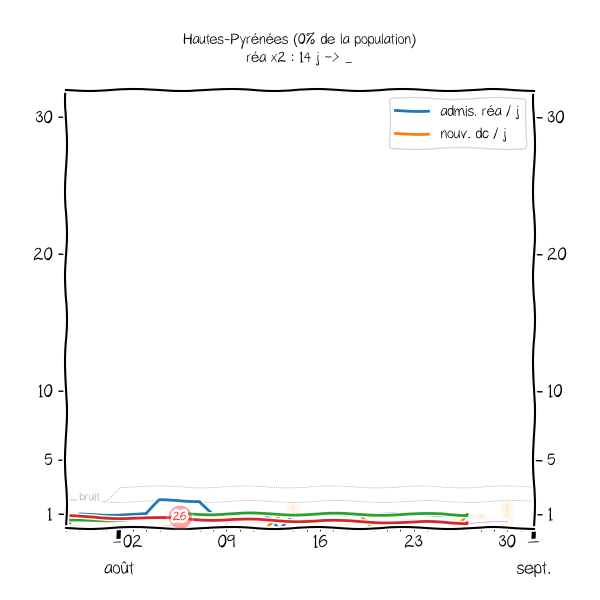 Hautes-Pyrénées (0% de la population)
réa x2 : 14 j -> _
admis. réa / j
nouv. dc / j
30 30
20 20
10 10
5 5
bruit
1 26 1
02 09 16 23 30
août sept.